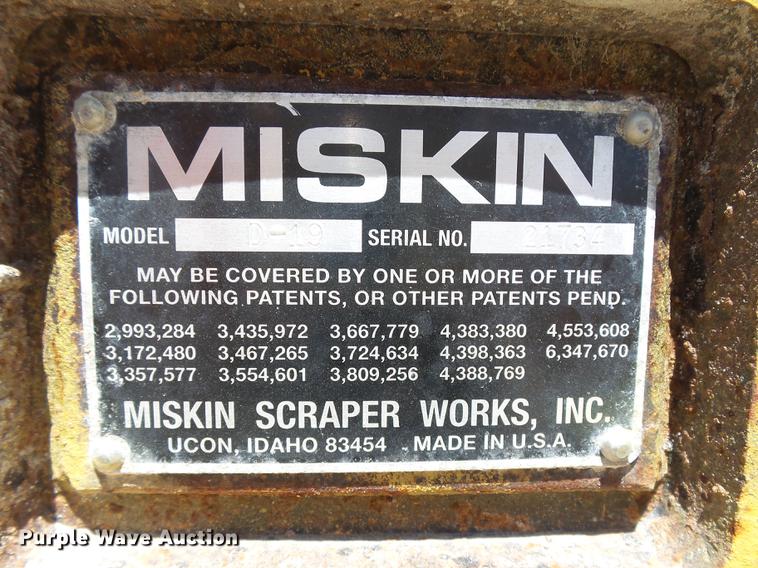 MISKIN
MODEL D-19 SERIAL NO. 21734
MAY BE COVERED BY ONE OR MORE OF THE
FOLLOWING PATENTS, OR OTHER PATENTS PEND.
2,993,284 3,435,972 3,667,779 4,383,380 4,553,608
3,172,480 3,467,265 3,724,634 4,398,363 6,347,670
3,357,577 3,554,601 3,809,256 4,388,769
MISKIN SCRAPER WORKS, INC.
UCON, IDAHO 83454 MADE IN U.S.A.
Purple Wave Auction